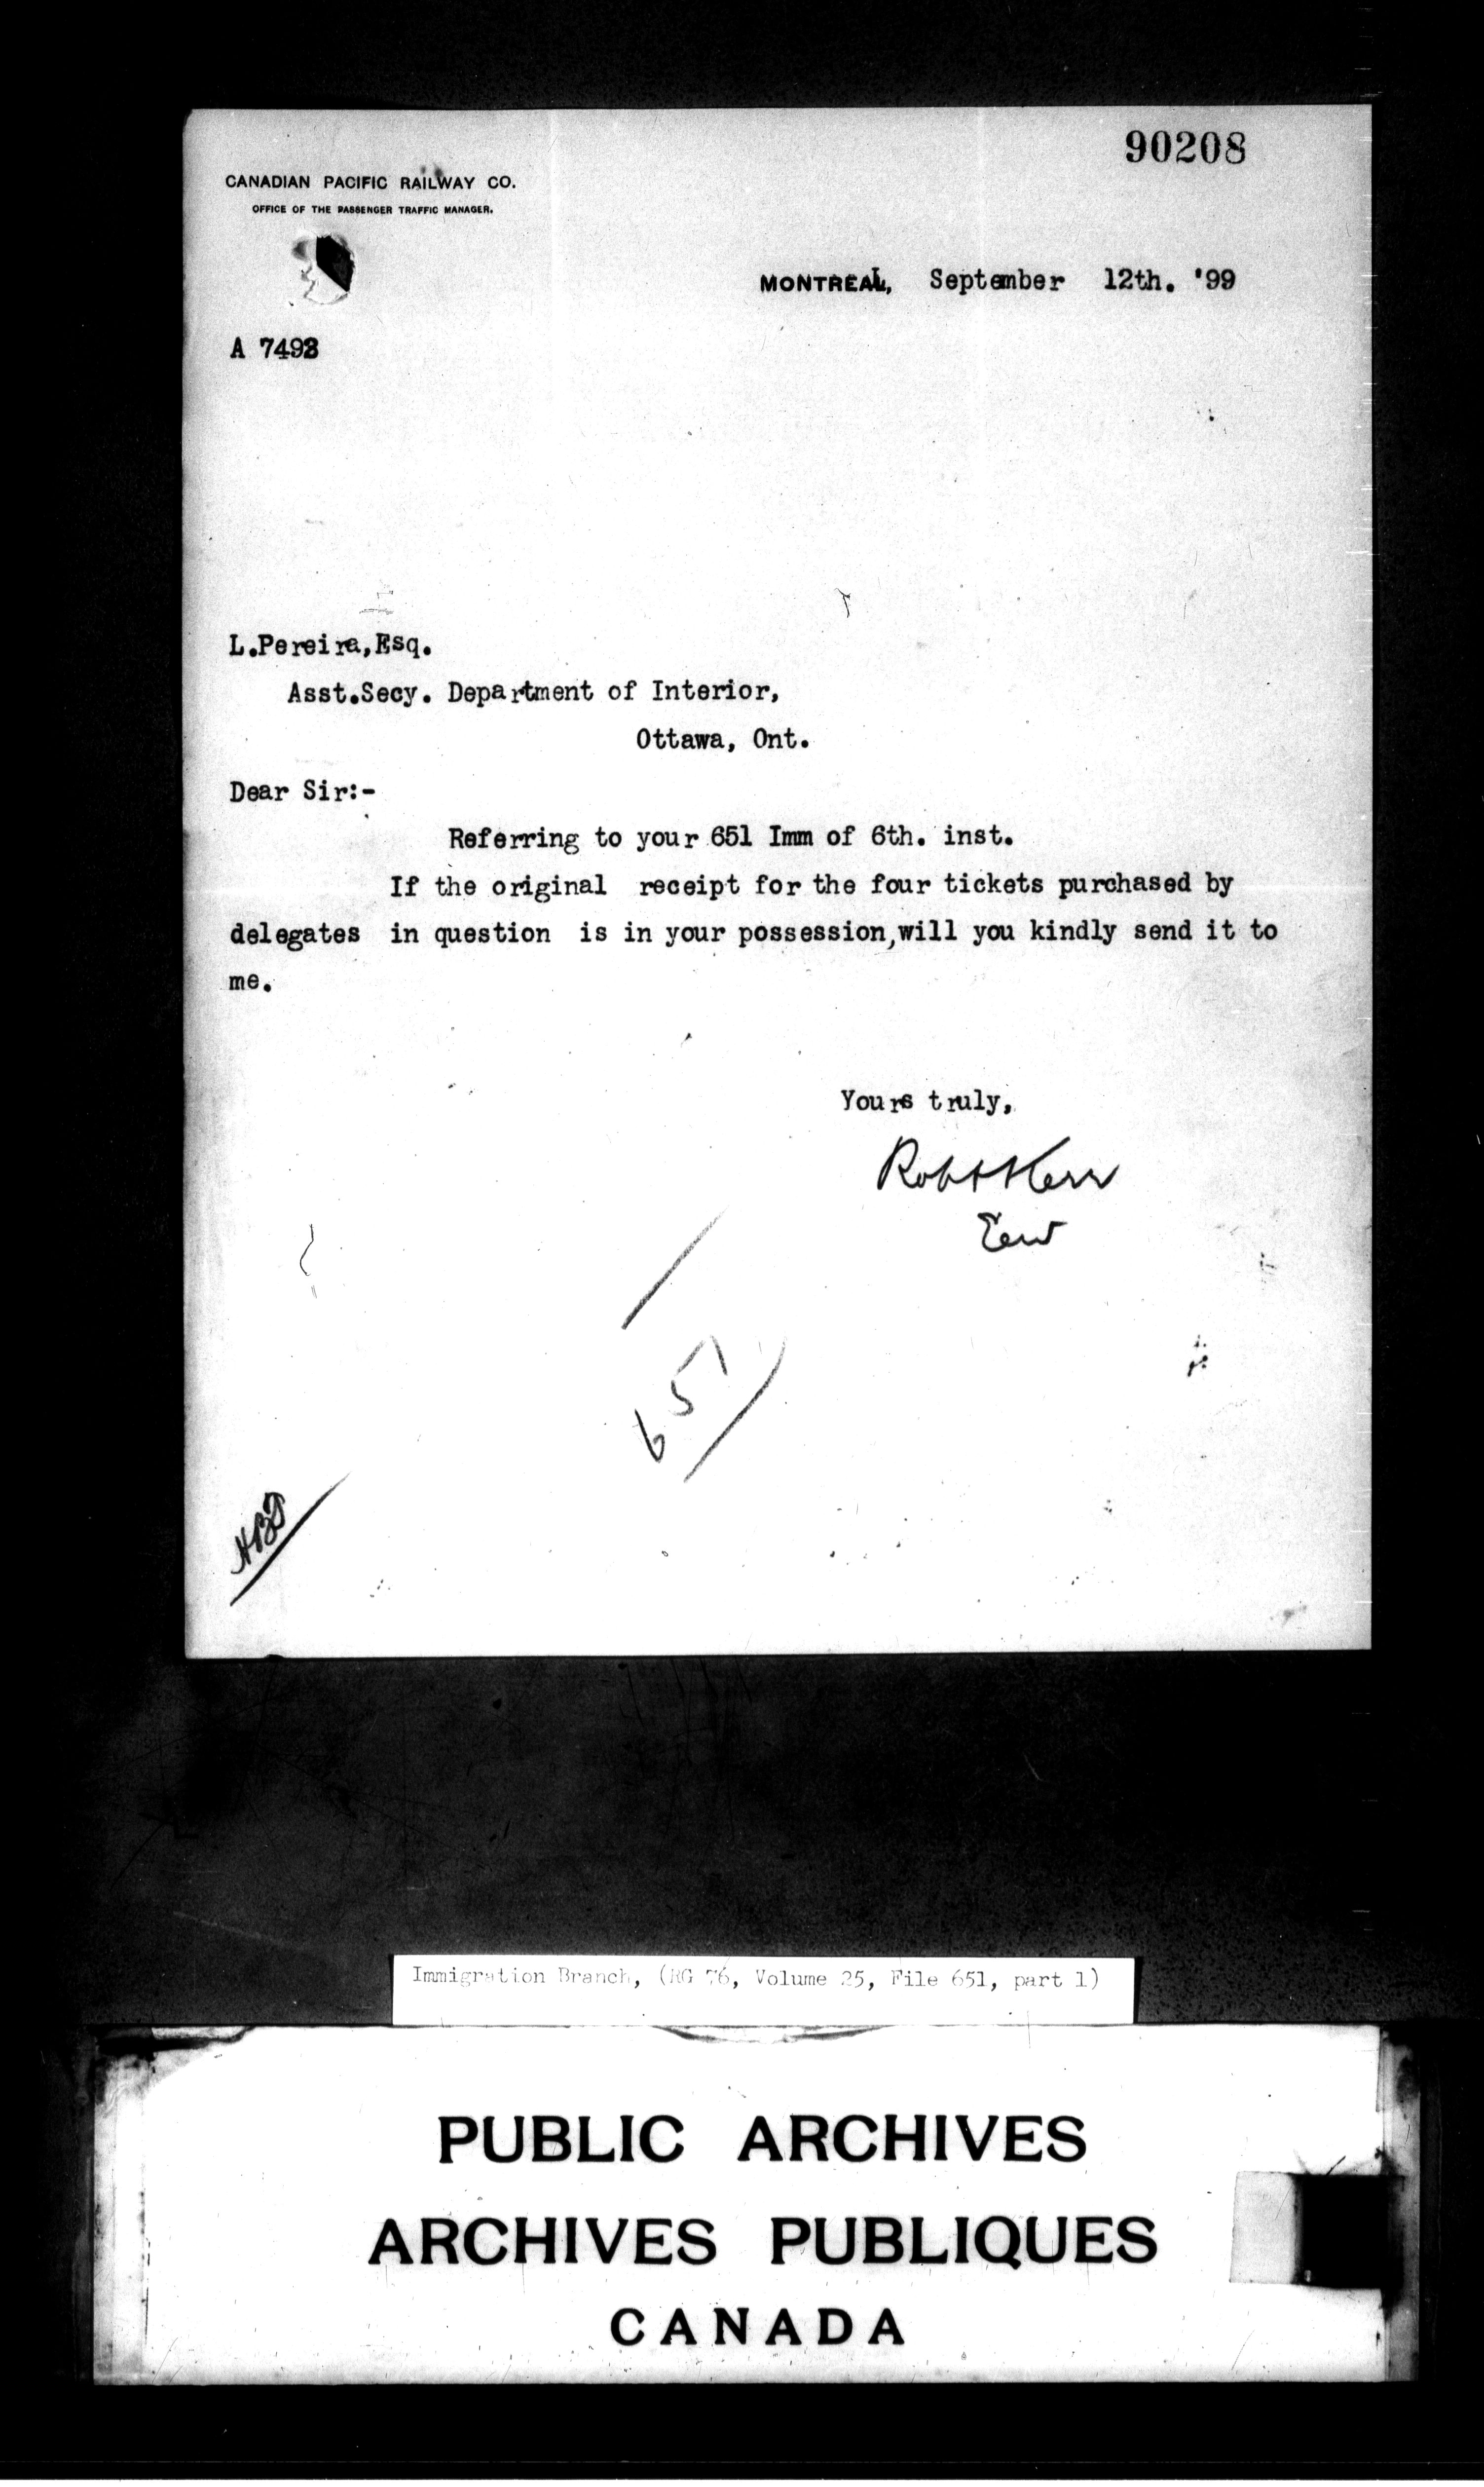 90208
CANADIAN PACIFIC RAILWAY CO.
OFFICE OF THE PASSENGER TRAFFIC MANAGER.
MONTREAL, September 12th. '99
A 7493
L.Pereira,Esq.
Asst.Secy. Department of Interior,
Ottawa, Ont.
Dear Sir:-
Referring to your 651 Imm of 6th. inst.
If the original receipt for the four tickets purchased by
delegates in question is in your possession,will you kindly send it to
me.
Yours truly,
Robt Kerr
651
Immigration Branch, (RG 76, Volume 25, File 651, part 1)
PUBLIC ARCHIVES
ARCHIVES PUBLIQUES
CANADA